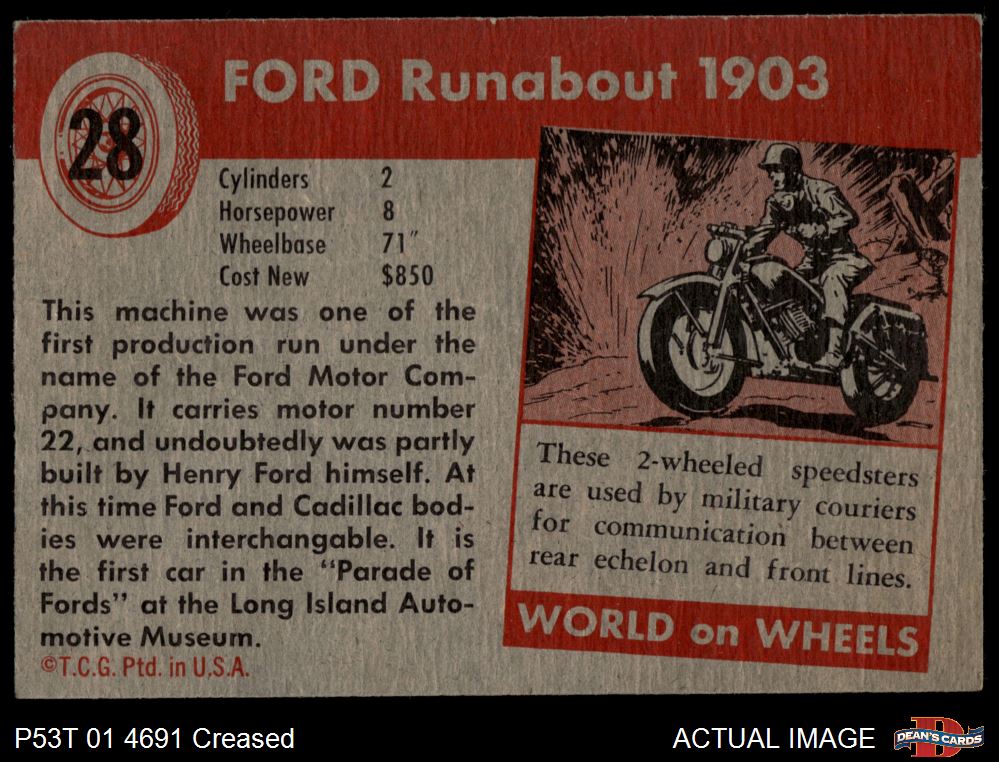 28
FORD Runabout 1903
Cylinders 2
Horsepower 8
Wheelbase 71"
Cost New $850
This machine was one of the
first production run under the
name of the Ford Motor Com-
pany. It carries motor number
22, and undoubtedly was partly
built by Henry Ford himself. At
this time Ford and Cadillac bod-
ies were interchangable. It is
the first car in the "Parade of
Fords" at the Long Island Auto-
motive Museum.
©T.C.G. Ptd. in U.S.A.
These 2-wheeled speedsters
are used by military couriers
for communication between
rear echelon and front lines.
WORLD on WHEELS
P53T 01 4691 Creased
ACTUAL IMAGE
D
DEAN'S CARDS